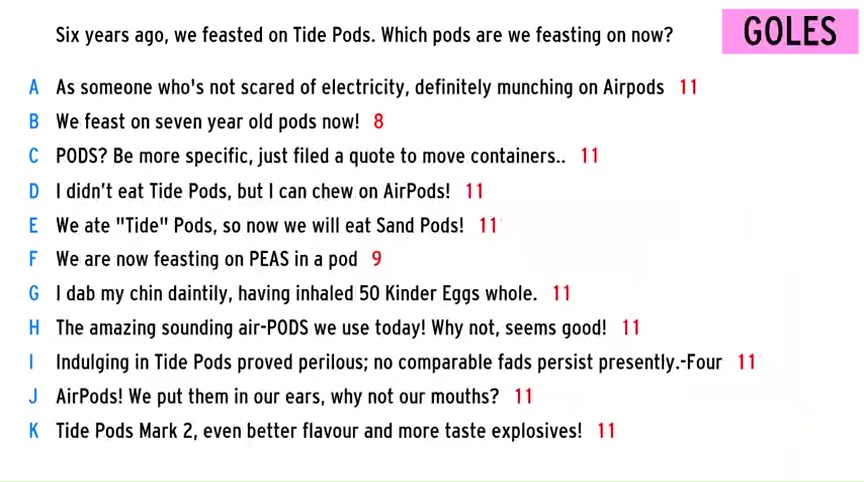 Six years ago, we feasted on Tide Pods. Which pods are we feasting on now?
GOLES
A As someone who's not scared of electricity, definitely munching on Airpods 11
B We feast on seven year old pods now! 8
C PODS? Be more specific, just filed a quote to move containers.. 11
D I didn't eat Tide Pods, but I can chew on AirPods! 11
E We ate "Tide" Pods, so now we will eat Sand Pods! 11
F We are now feasting on PEAS in a pod 9
G I dab my chin daintily, having inhaled 50 Kinder Eggs whole. 11
H The amazing sounding air-PODS we use today! Why not, seems good! 11
I Indulging in Tide Pods proved perilous; no comparable fads persist presently.-Four 11
J AirPods! We put them in our ears, why not our mouths? 11
K Tide Pods Mark 2, even better flavour and more taste explosives! 11